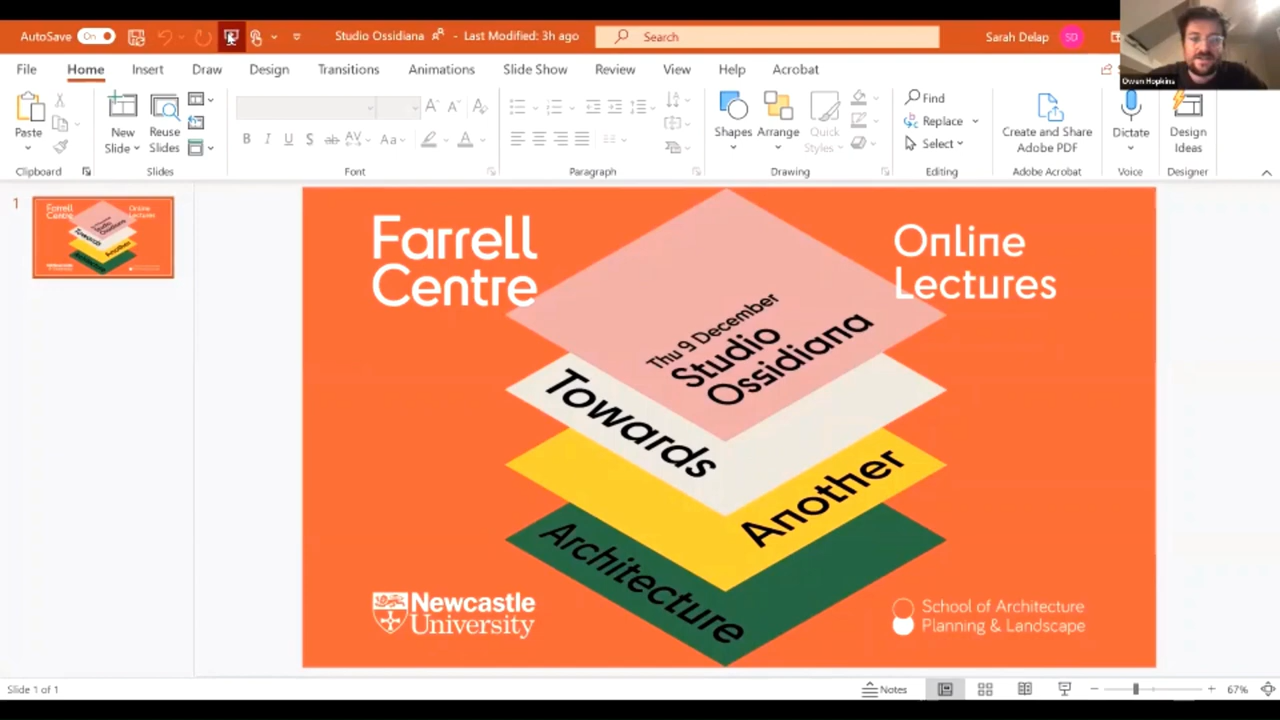 AutoSave On
Studio Ossidiana - Last Modified: 3h ago
Search
Sarah Delap SD
Owen Hopkins
File Home Insert Draw Design Transitions Animations Slide Show Review View Help Acrobat
Paste
New Slide
Reuse Slides
B I U S ab AV Aa A
Shapes
Arrange
Quick Styles
Find
Replace
Select
Create and Share Adobe PDF
Dictate
Design Ideas
Clipboard Slides Font Paragraph Drawing Editing Adobe Acrobat Voice Designer
1
Farrell
Centre
Online
Lectures
Thu 9 December
Studio
Ossidiana
Towards
Another
Architecture
Newcastle
University
School of Architecture
Planning & Landscape
Slide 1 of 1
Notes
67%